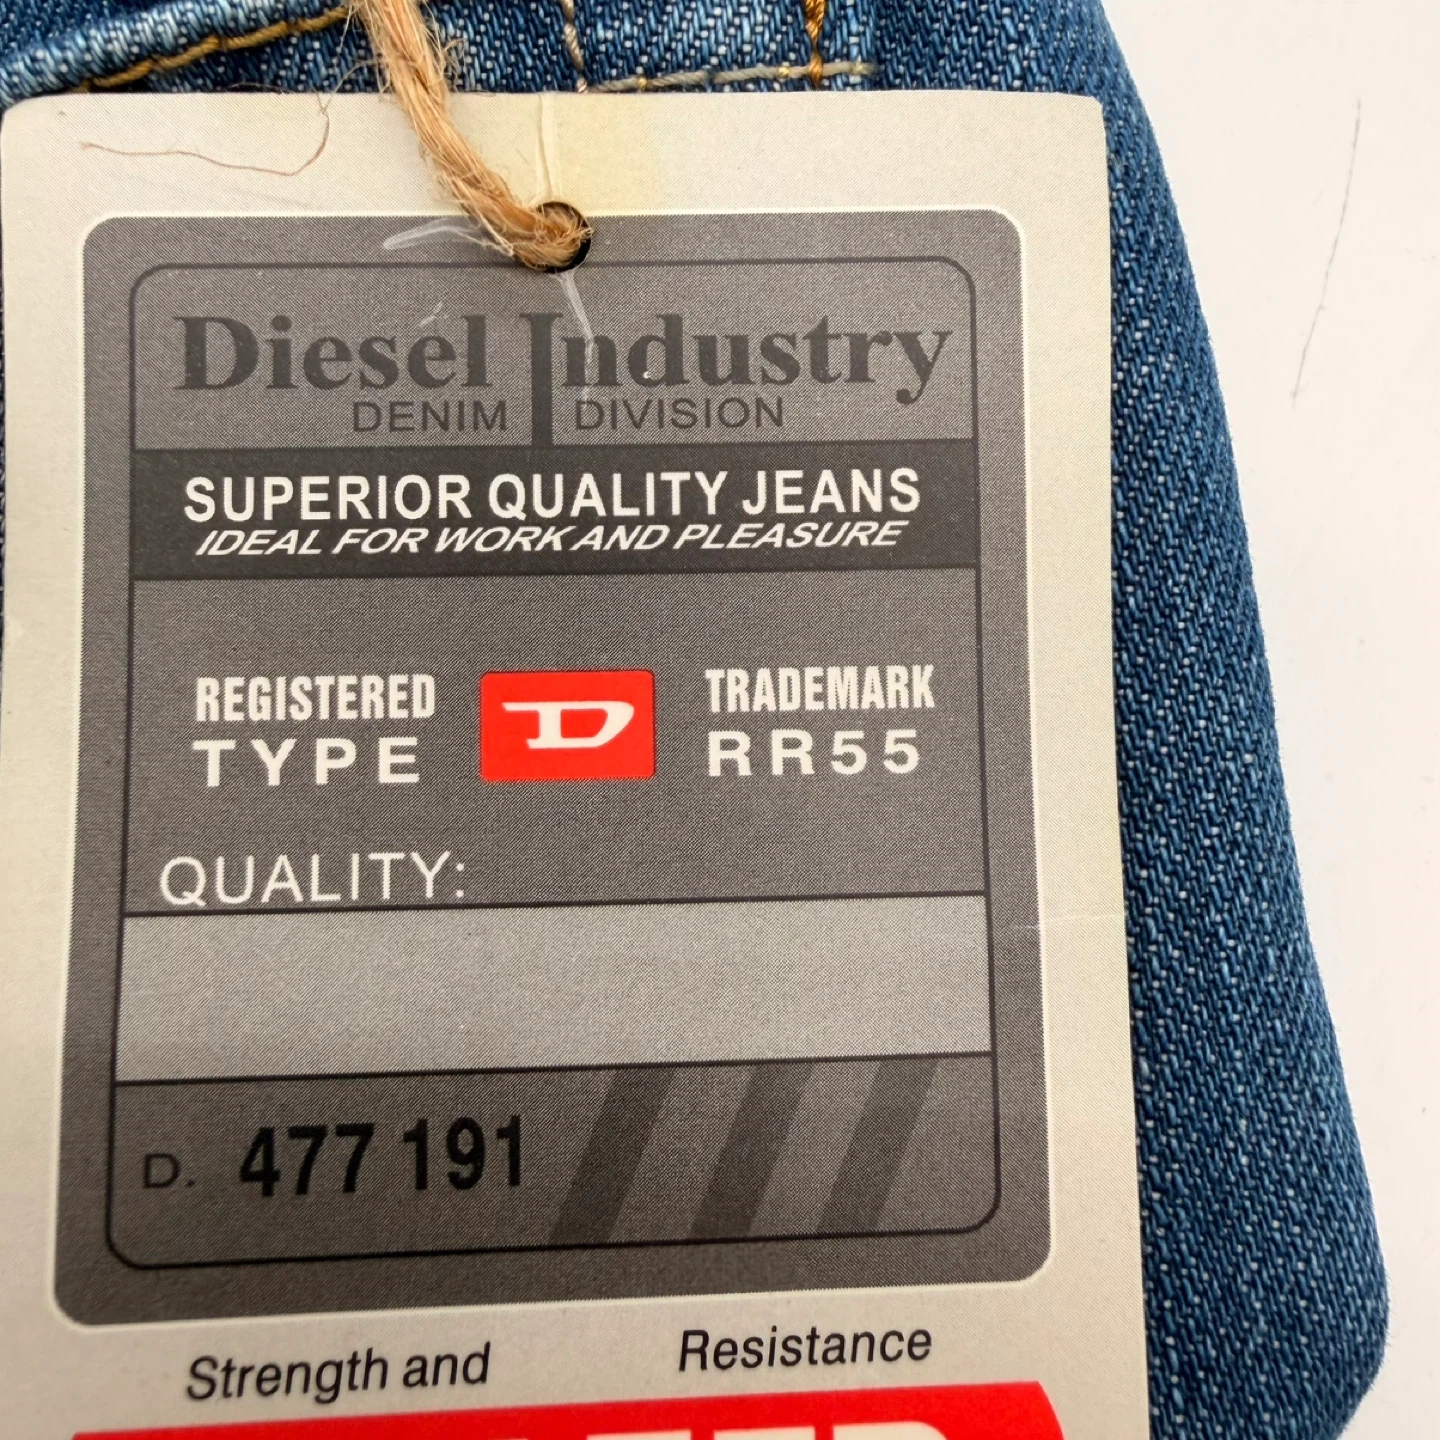 Diesel Industry
DENIM DIVISION
SUPERIOR QUALITY JEANS
IDEAL FOR WORK AND PLEASURE
REGISTERED D TRADEMARK
TYPE RR55
QUALITY:
D. 477 191
Strength and Resistance